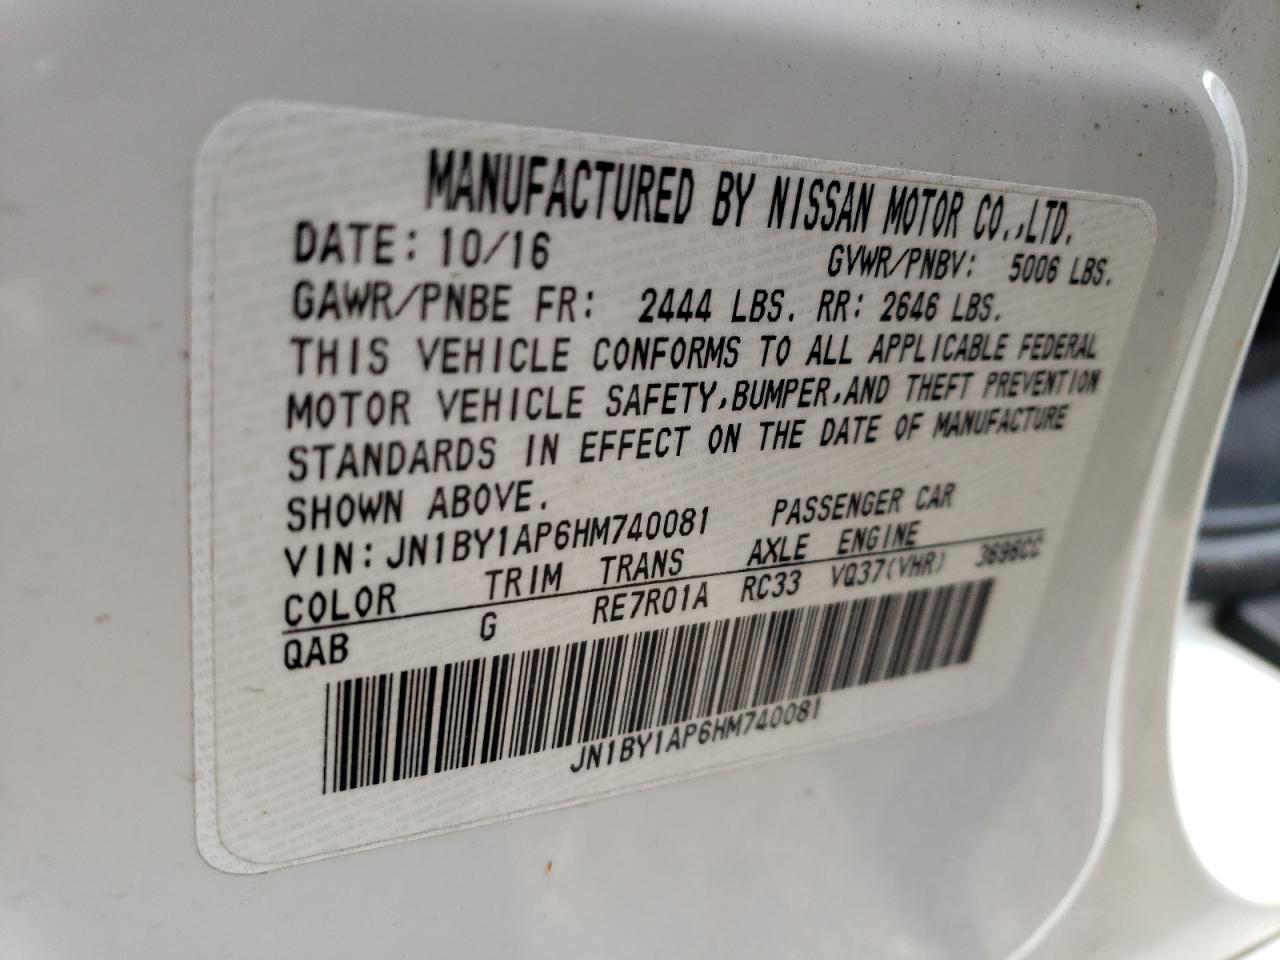 MANUFACTURED BY NISSAN MOTOR CO.,LTD.
DATE: 10/16 GVWR/PNBV: 5006 LBS.
GAWR/PNBE FR: 2444 LBS. RR: 2646 LBS.
THIS VEHICLE CONFORMS TO ALL APPLICABLE FEDERAL
MOTOR VEHICLE SAFETY,BUMPER,AND THEFT PREVENTION
STANDARDS IN EFFECT ON THE DATE OF MANUFACTURE
SHOWN ABOVE.
VIN: JN1BY1AP6HM740081 PASSENGER CAR
COLOR TRIM TRANS AXLE ENGINE
QAB G RE7R01A RC33 VQ37(VHR) 3696CC
JN1BY1AP6HM740081